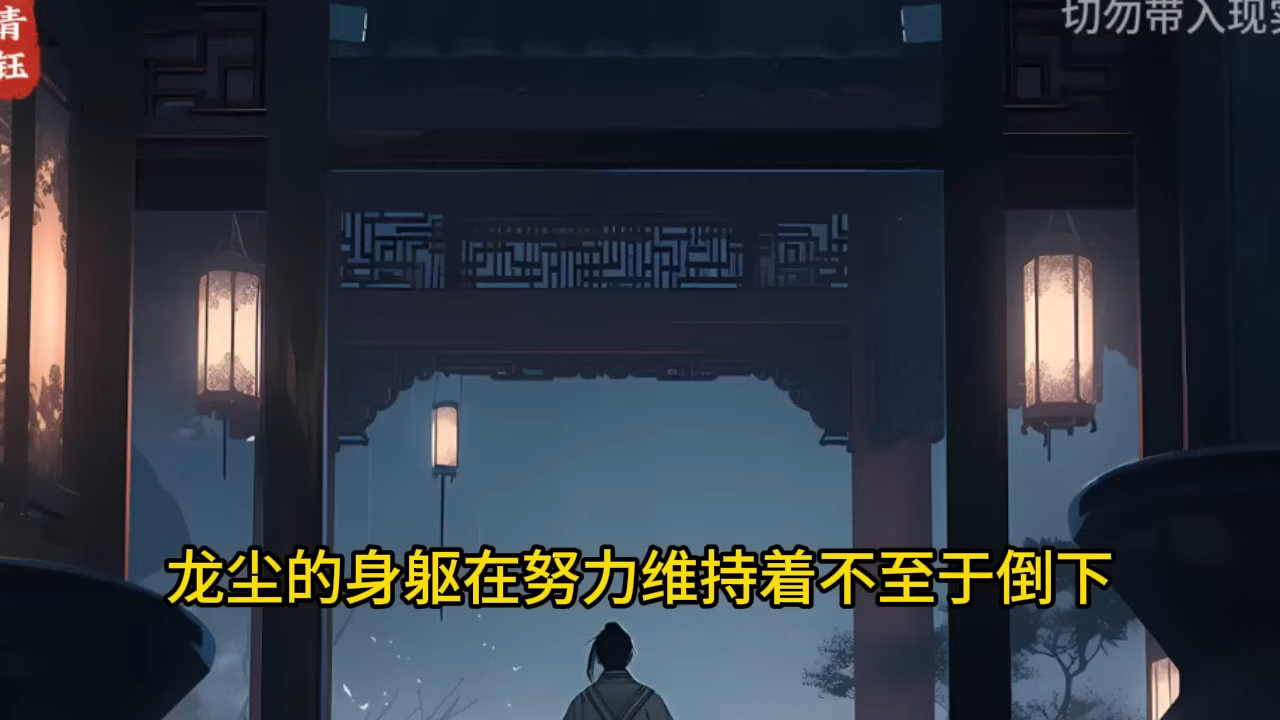 清钰
切勿带入现实
龙尘的身躯在努力维持着不至于倒下